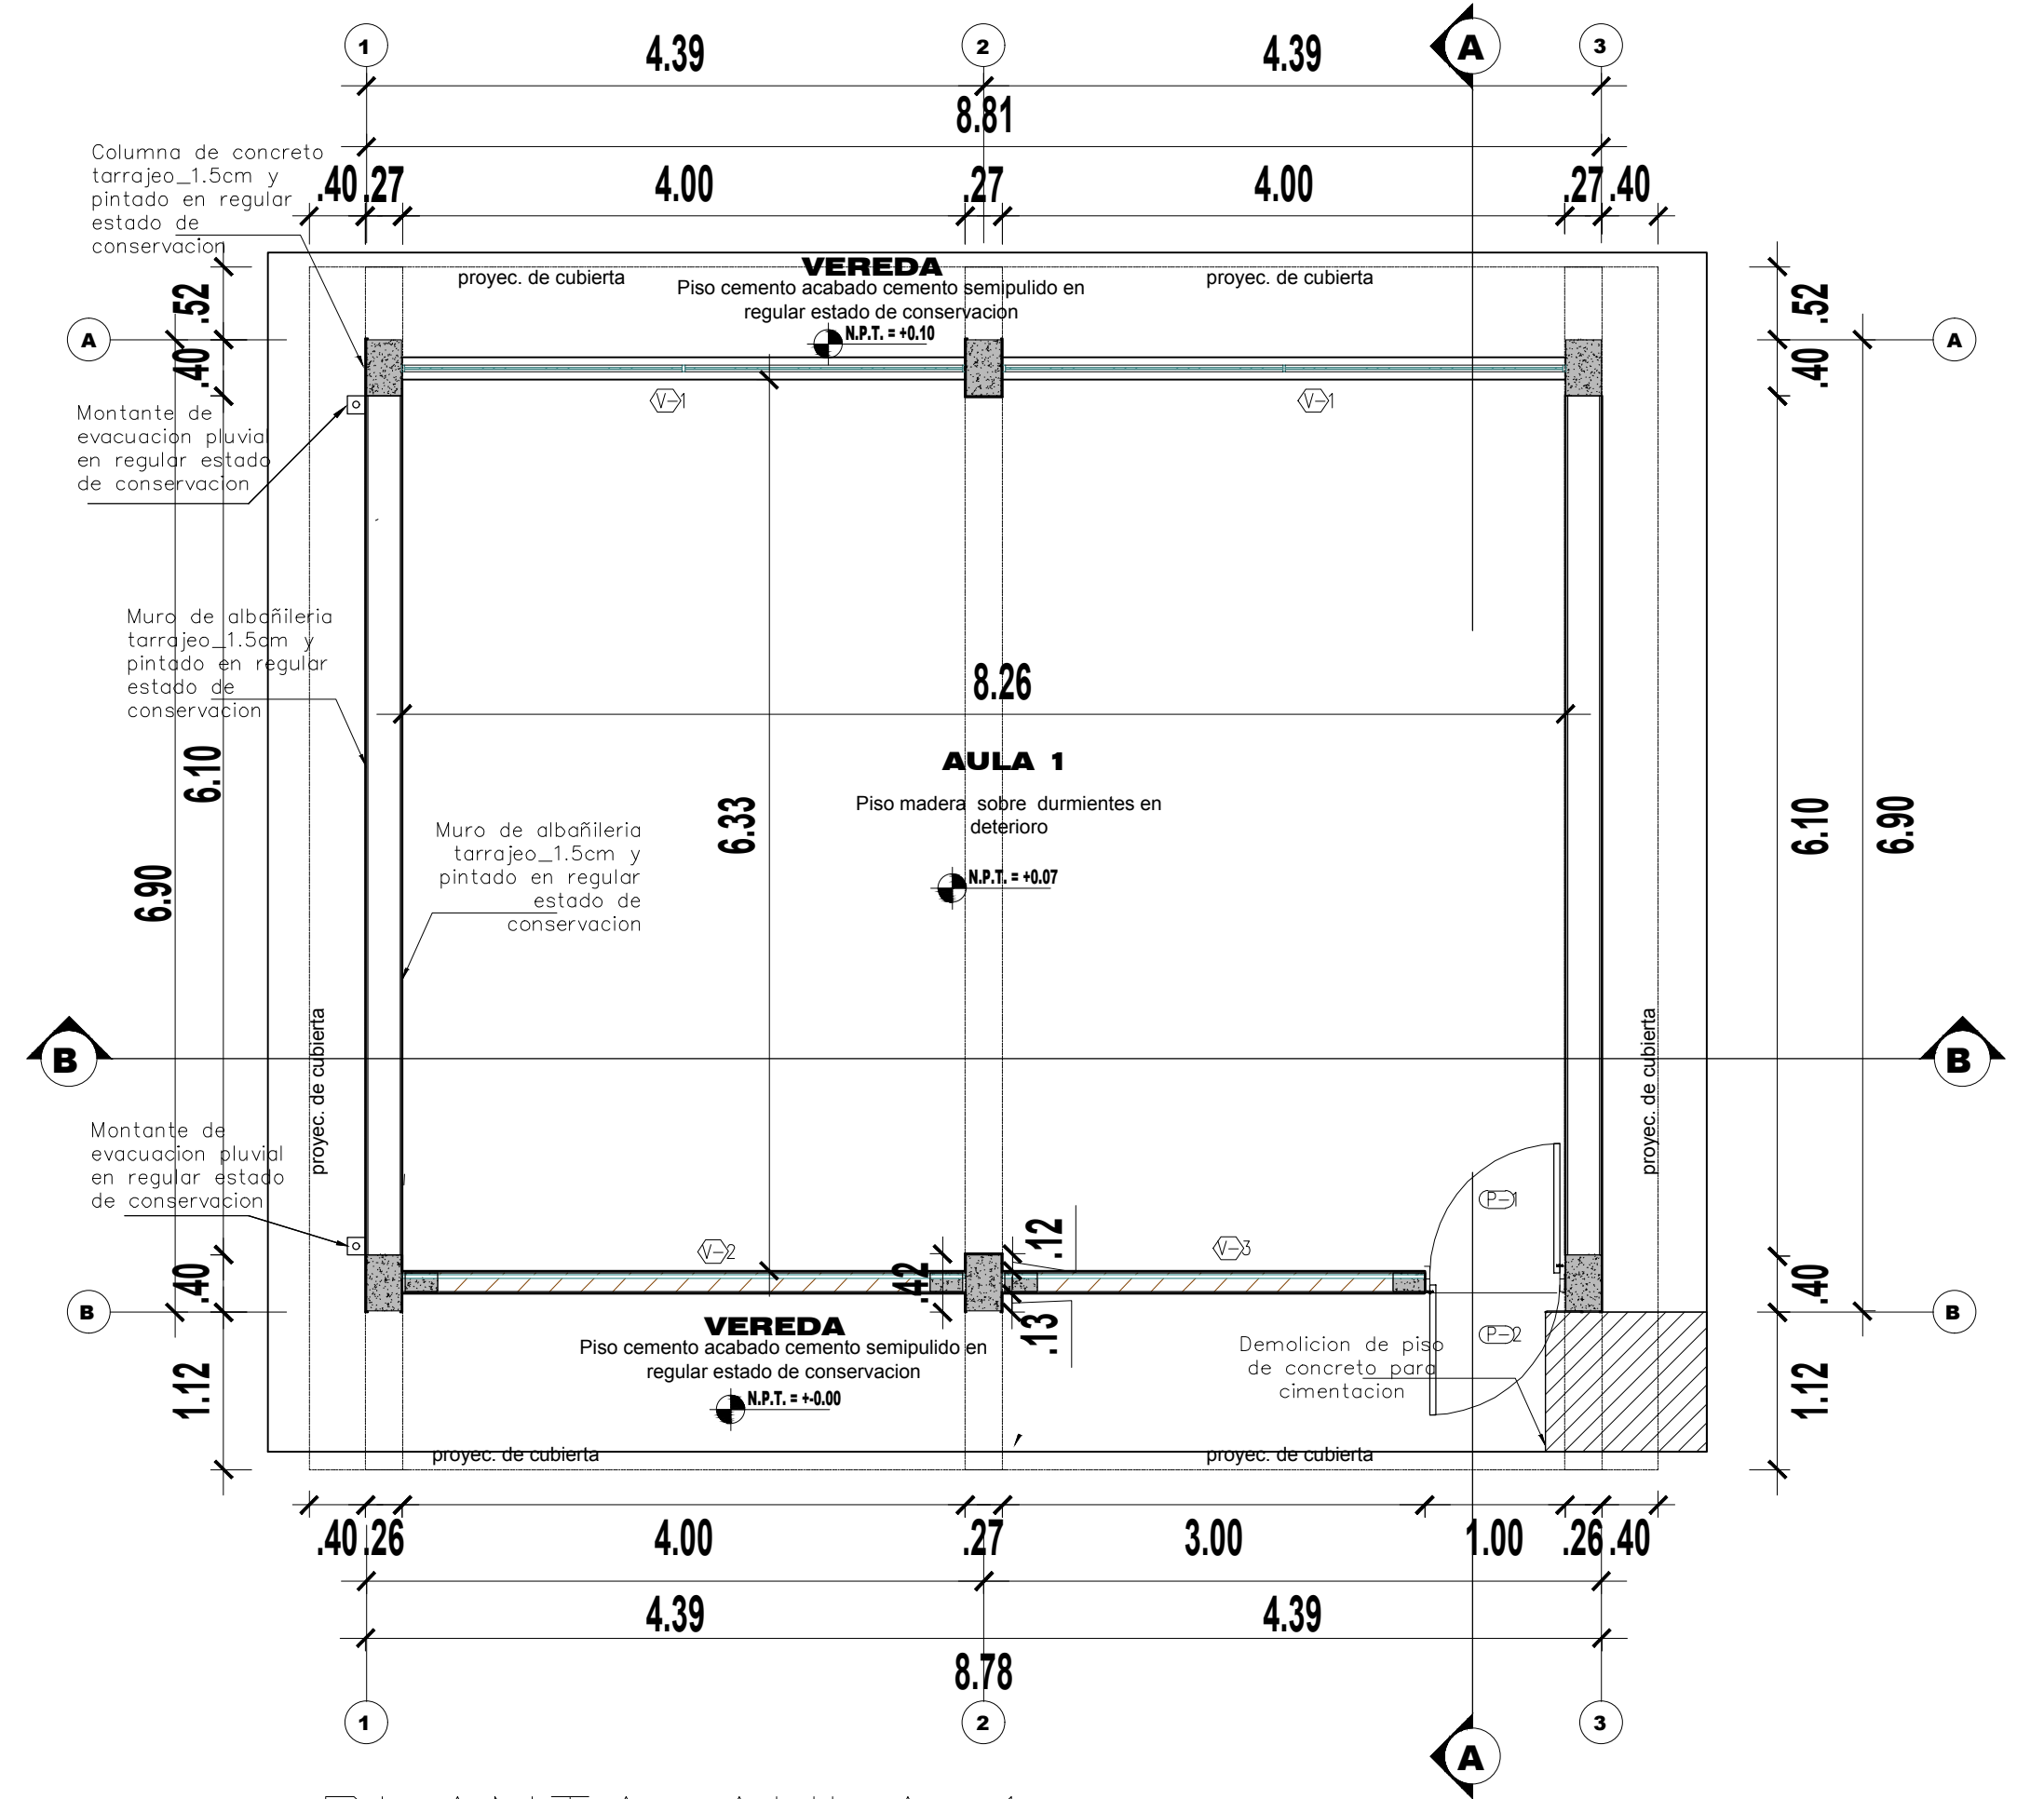 1
2
A
3
4.39
4.39
8.81
.40
.27
4.00
.27
4.00
.27
.40
Columna de concreto
tarrajeo_1.5cm y
pintado en regular
estado de
conservacion
VEREDA
proyec. de cubierta
proyec. de cubierta
Piso cemento acabado cemento semipulido en
regular estado de conservacion
N.P.T. = +0.10
.52
.52
A
A
.40
.40
V-1
V-1
Montante de
evacuacion pluvial
en regular estado
de conservacion
Muro de albañileria
tarrajeo_1.5cm y
pintado en regular
estado de
conservacion
8.26
AULA 1
Piso madera sobre durmientes en
deterioro
N.P.T. = +0.07
6.10
6.33
6.10
6.90
6.90
Muro de albañileria
tarrajeo_1.5cm y
pintado en regular
estado de
conservacion
B
B
proyec. de cubierta
proyec. de cubierta
Montante de
evacuacion pluvial
en regular estado
de conservacion
P-1
V-2
V-3
.12
.42
.40
.40
B
B
.13
VEREDA
Piso cemento acabado cemento semipulido en
regular estado de conservacion
N.P.T. = +-0.00
P-2
Demolicion de piso
de concreto para
cimentacion
1.12
1.12
proyec. de cubierta
proyec. de cubierta
.40
.26
4.00
.27
3.00
1.00
.26
.40
4.39
4.39
8.78
1
2
3
A